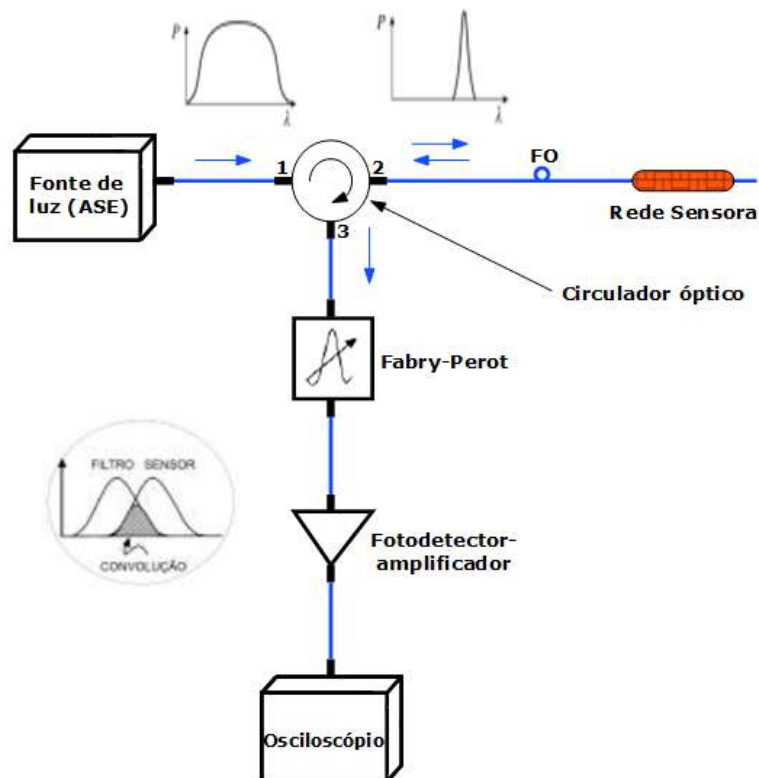 P
λ
P
λ
Fonte de
luz (ASE)
1
2
3
FO
Rede Sensora
Circulador óptico
Fabry-Perot
FILTRO SENSOR
CONVOLUÇÃO
Fotodetector-
amplificador
Osciloscópio